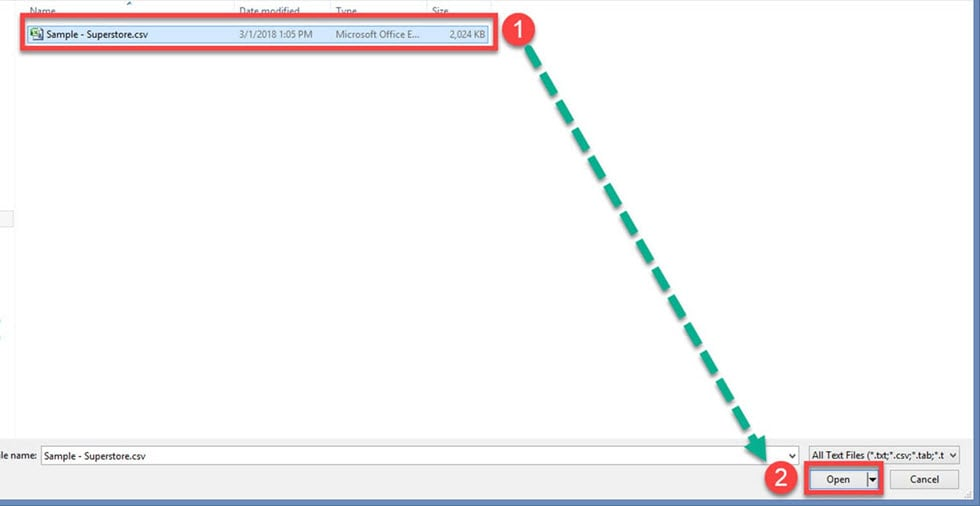 Name Date modified Type Size
Sample - Superstore.csv 3/1/2018 1:05 PM Microsoft Office E... 2,024 KB
1
ile name: Sample - Superstore.csv All Text Files (*.txt;*.csv;*.tab;*.t
2 Open Cancel